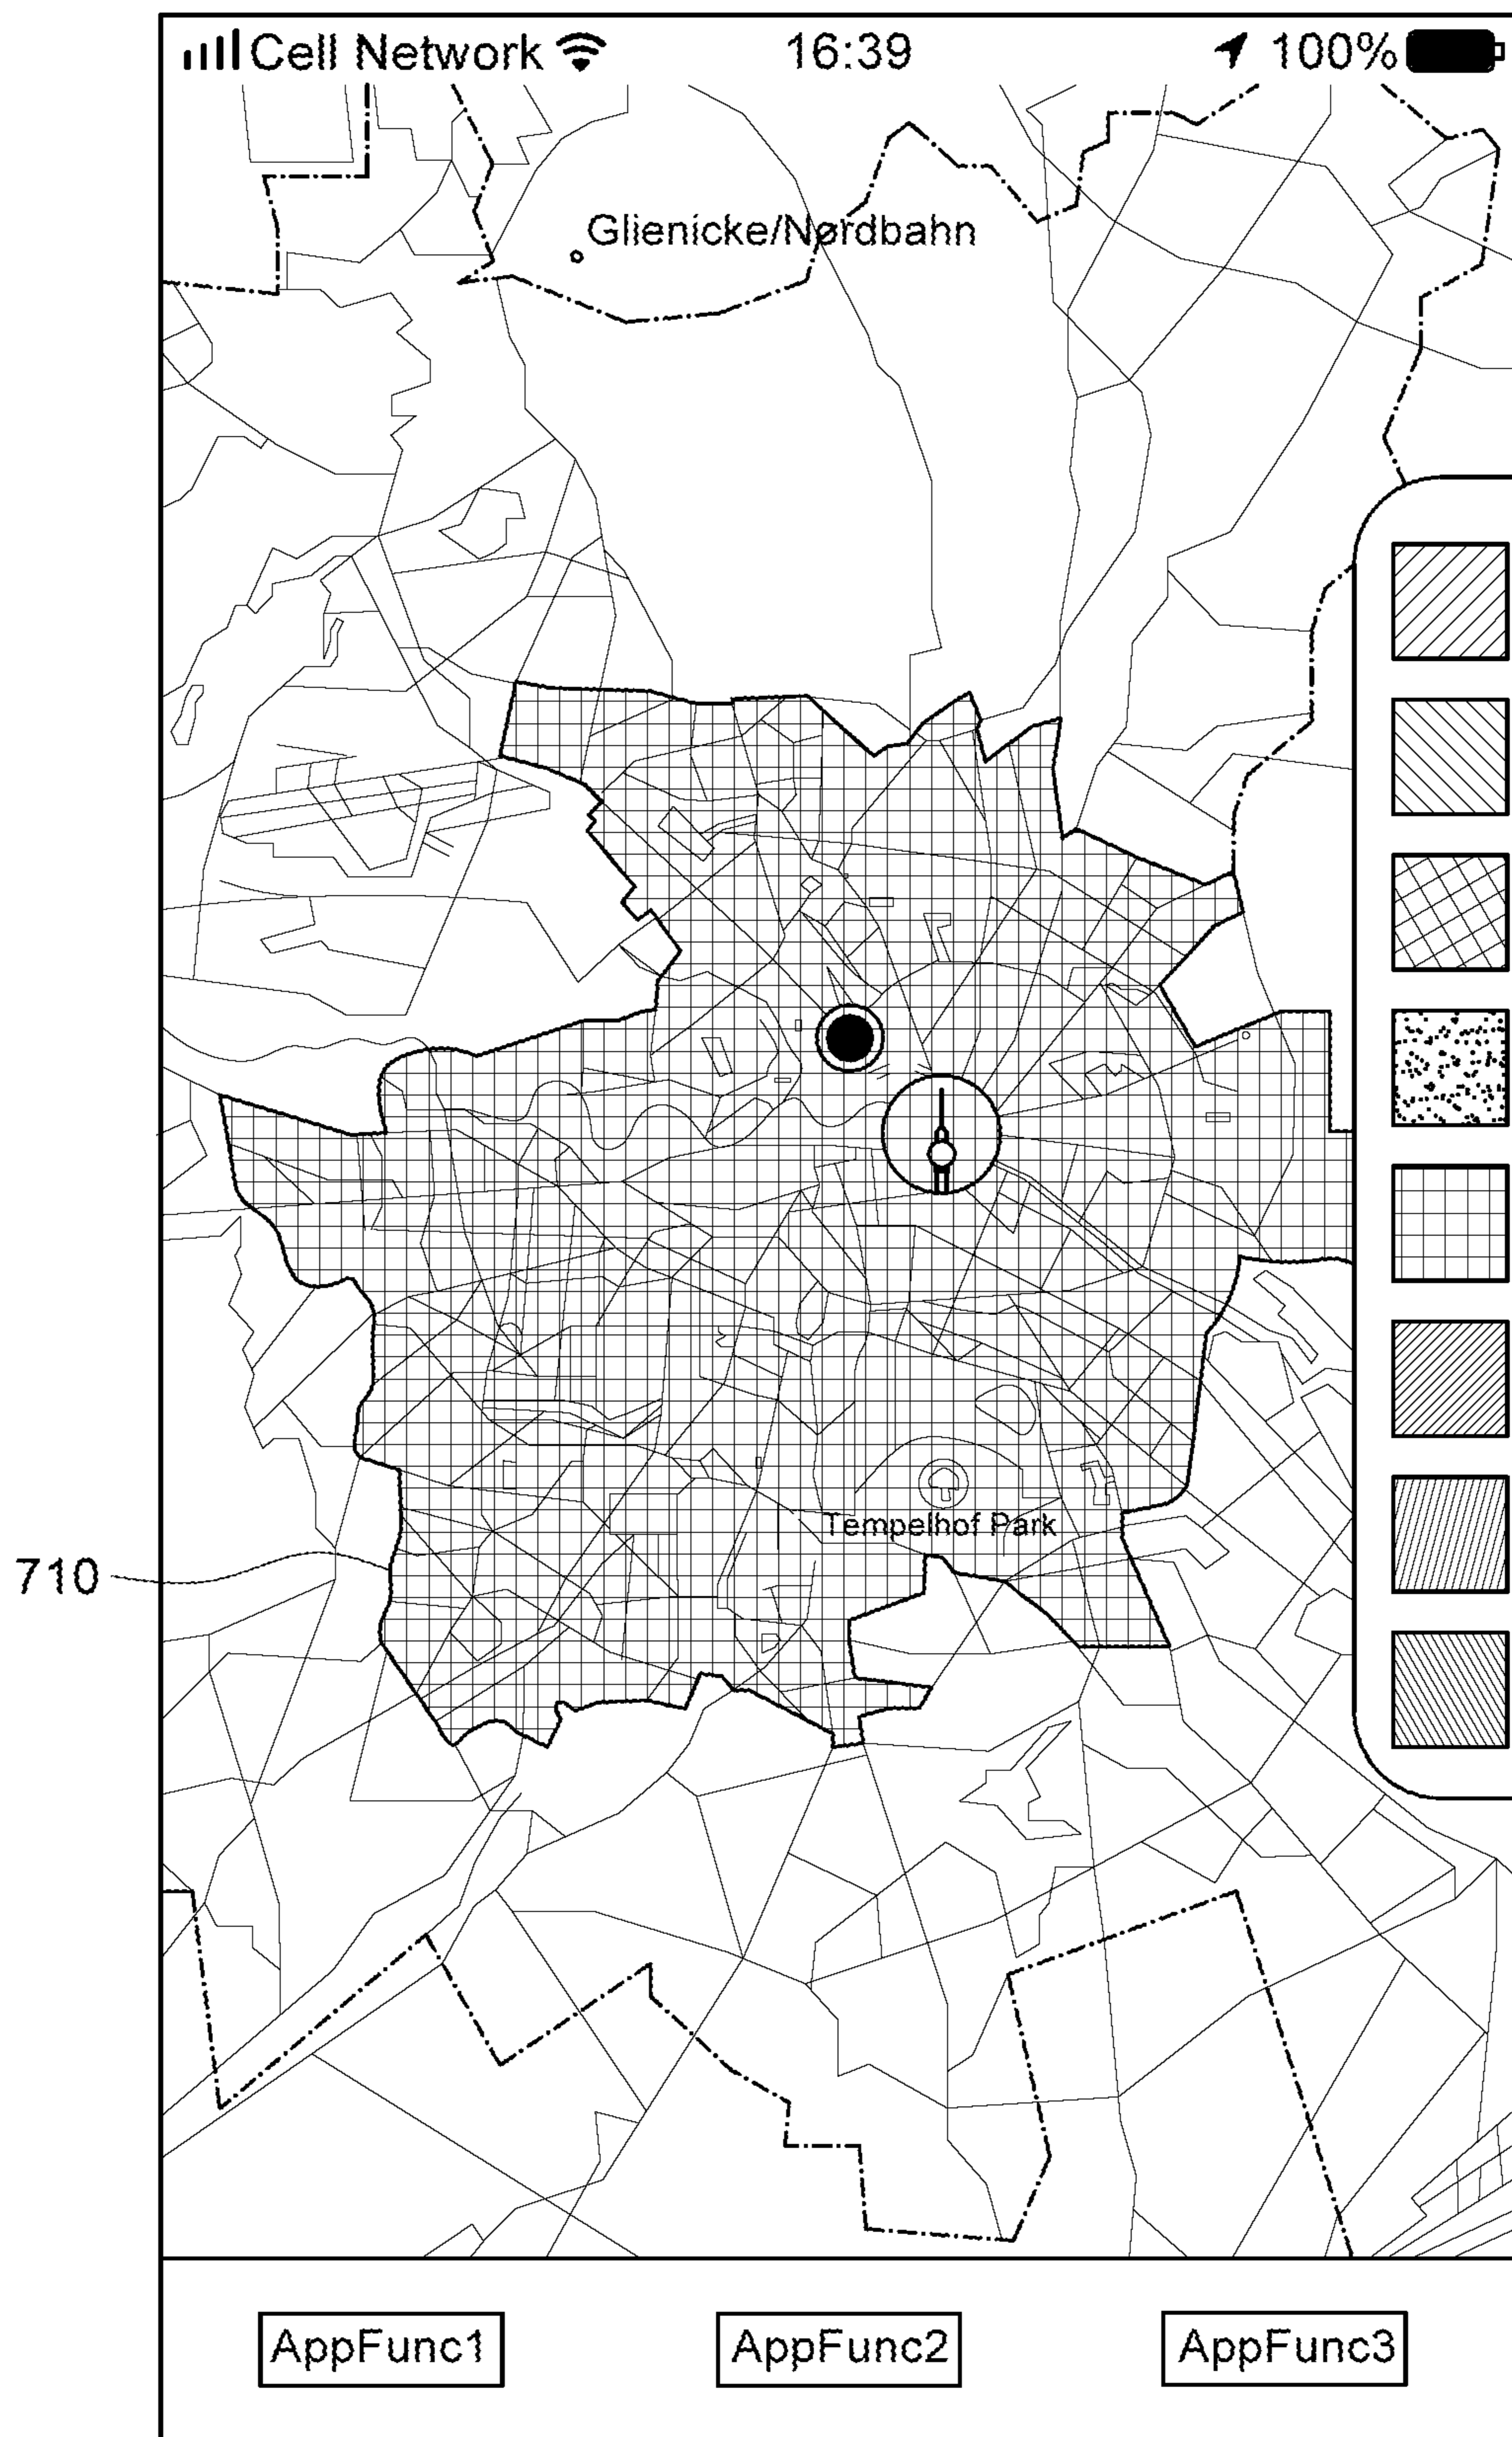 Cell Network 16:39 100%
Glienicke/Nordbahn
Tempelhof Park
710
AppFunc1 AppFunc2 AppFunc3